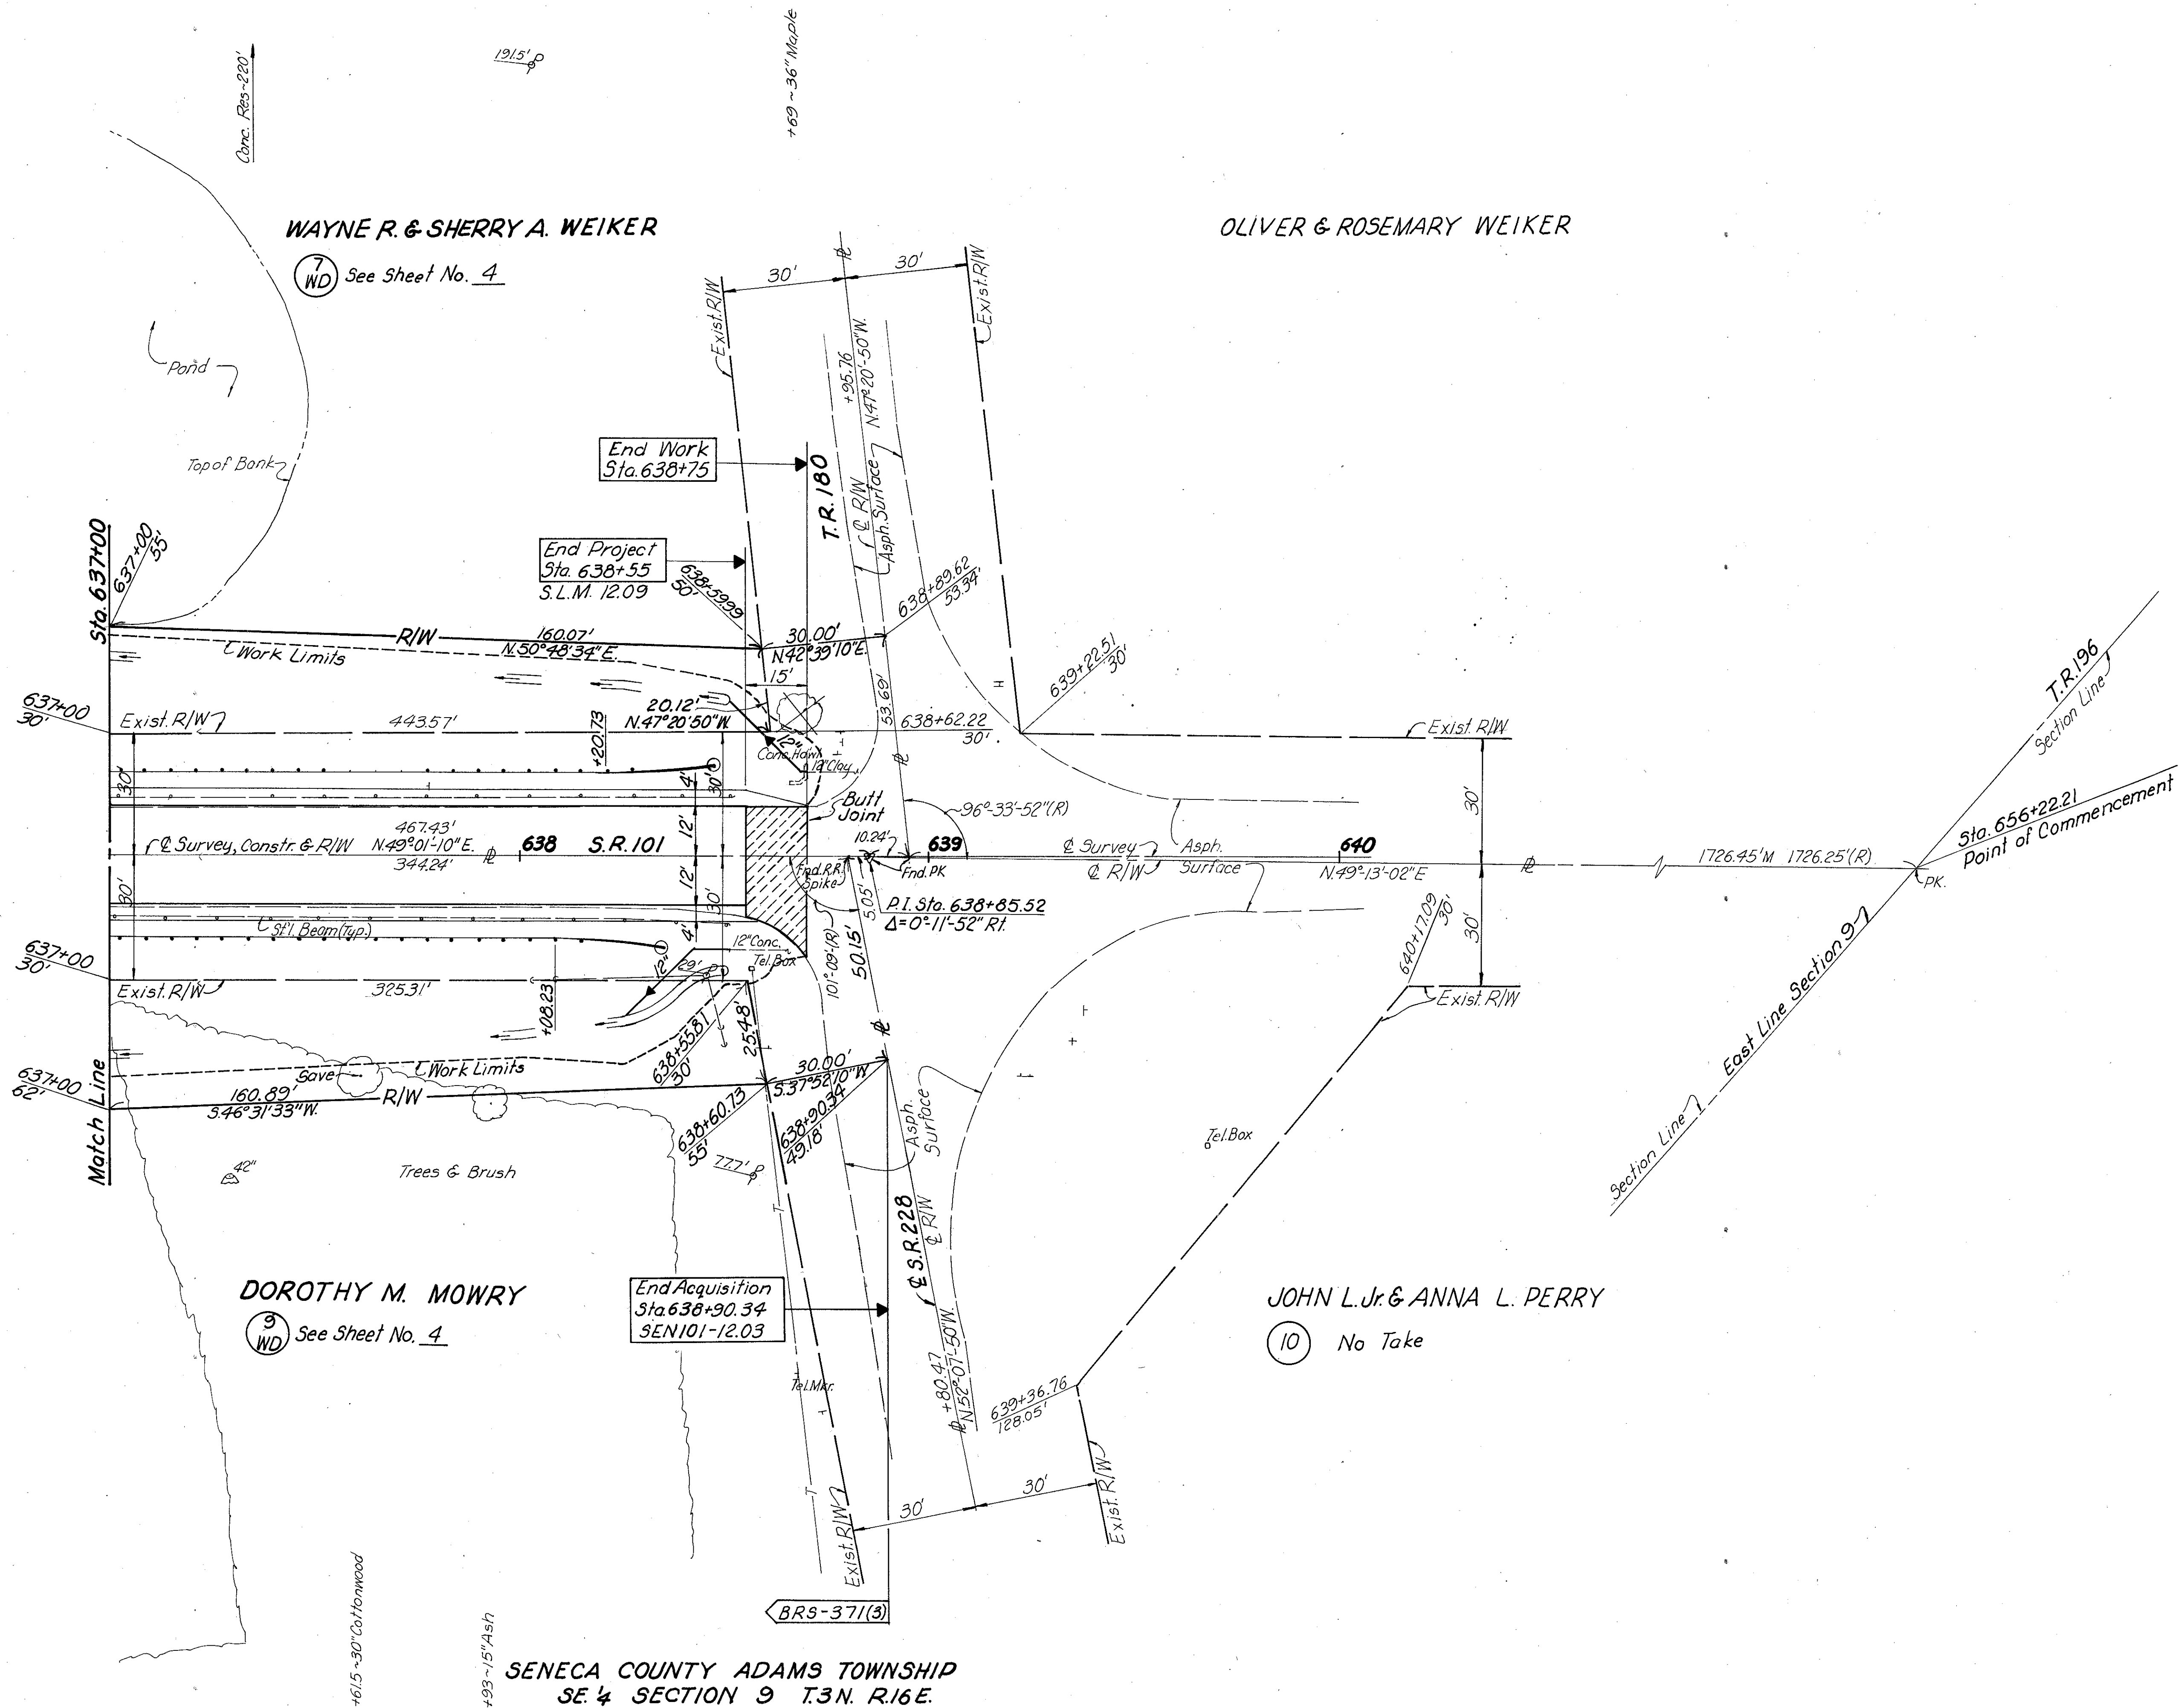 Conc. Res~220'
191.5'
+69~36" Maple
WAYNE R. & SHERRY A. WEIKER
7
WD
See Sheet No. 4
OLIVER & ROSEMARY WEIKER
30'
30'
Exist. R/W
Exist. R/W
Pond
Top of Bank
+95.76
N.47°20'-50"W.
End Work
Sta. 638+75
T.R. 180
℄ R/W
Asph. Surface
End Project
Sta. 638+55
S.L.M. 12.09
638+59.99
50'
638+89.62
53.34'
Sta. 637+00
637+00
55'
R/W
160.07'
N.50°48'34"E.
Work Limits
30.00'
N.42°39'10"E.
15'
639+22.51
30'
T.R. 196
Section Line
637+00
30'
Exist. R/W
443.57'
+20.73
20.12'
N.47°20'50"W.
53.69'
638+62.22
30'
Exist. R/W
12"
Conc. Hdwl.
12" Clay
30'
4'
30'
Butt
Joint
96°-33'-52"(R)
30'
Sta. 656+22.21
Point of Commencement
467.43'
℄ Survey, Constr. & R/W
N.49°01'-10"E.
344.24'
638
S.R. 101
12'
12'
10.24'
639
℄ Survey
℄ R/W
Asph.
Surface
640
N.49°-13'-02"E
1726.45'M 1726.25'(R)
PK.
Fnd. R.R.
Spike
Fnd. PK
P.I. Sta. 638+85.52
Δ=0°-11'-52" Rt.
5.05'
50.15'
101°-09'(R)
30'
30'
4'
St'l. Beam (Typ.)
12" Conc.
Tel. Box
12"
29'
30'
640+17.09
30'
Exist. R/W
637+00
30'
Exist. R/W
325.31'
+08.23
638+55.81
30'
25.48'
East Line Section 9
Section Line
637+00
62'
Save
Work Limits
160.89'
S.46°31'33"W.
R/W
30.00'
S.37°52'10"W
638+60.73
55'
638+90.34
49.18'
Asph.
Surface
Match Line
42"
Trees & Brush
77.7'
Tel. Box
℄ S.R. 228
℄ R/W
DOROTHY M. MOWRY
9
WD
See Sheet No. 4
End Acquisition
Sta. 638+90.34
SEN 101-12.03
JOHN L. Jr. & ANNA L. PERRY
10
No Take
Tel. Mkr.
+80.47
N.52°-07'-50"W.
639+36.76
128.05'
30'
30'
Exist. R/W
Exist. R/W
BRS-371(3)
+61.5~30" Cottonwood
+93~15" Ash
SENECA COUNTY ADAMS TOWNSHIP
SE 1/4 SECTION 9 T.3 N. R.16 E.